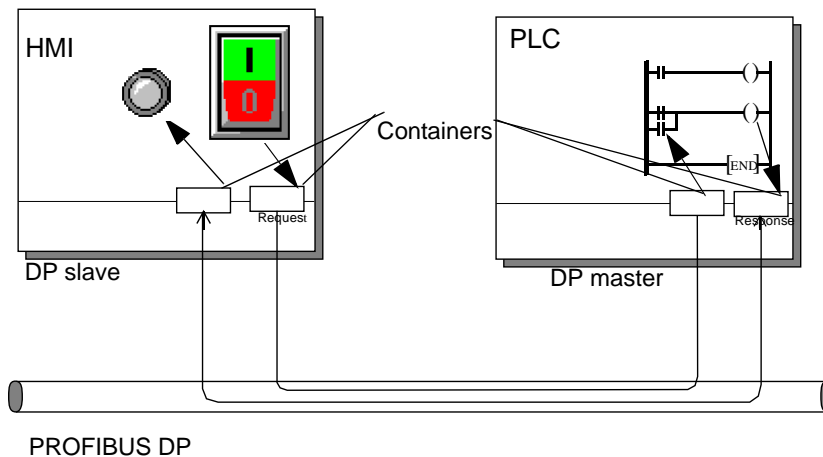 HMI
PLC
I
0
Containers
[END]
Request
Response
DP slave
DP master
PROFIBUS DP